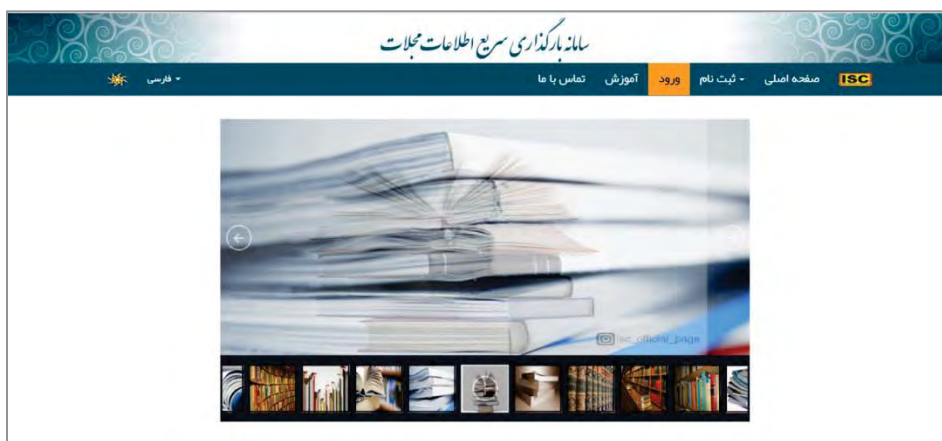 سامانه بارگذاری سریع اطلاعات مجلات
ISC صفحه اصلی ثبت نام ورود آموزش تماس با ما فارسی
isc_official_page